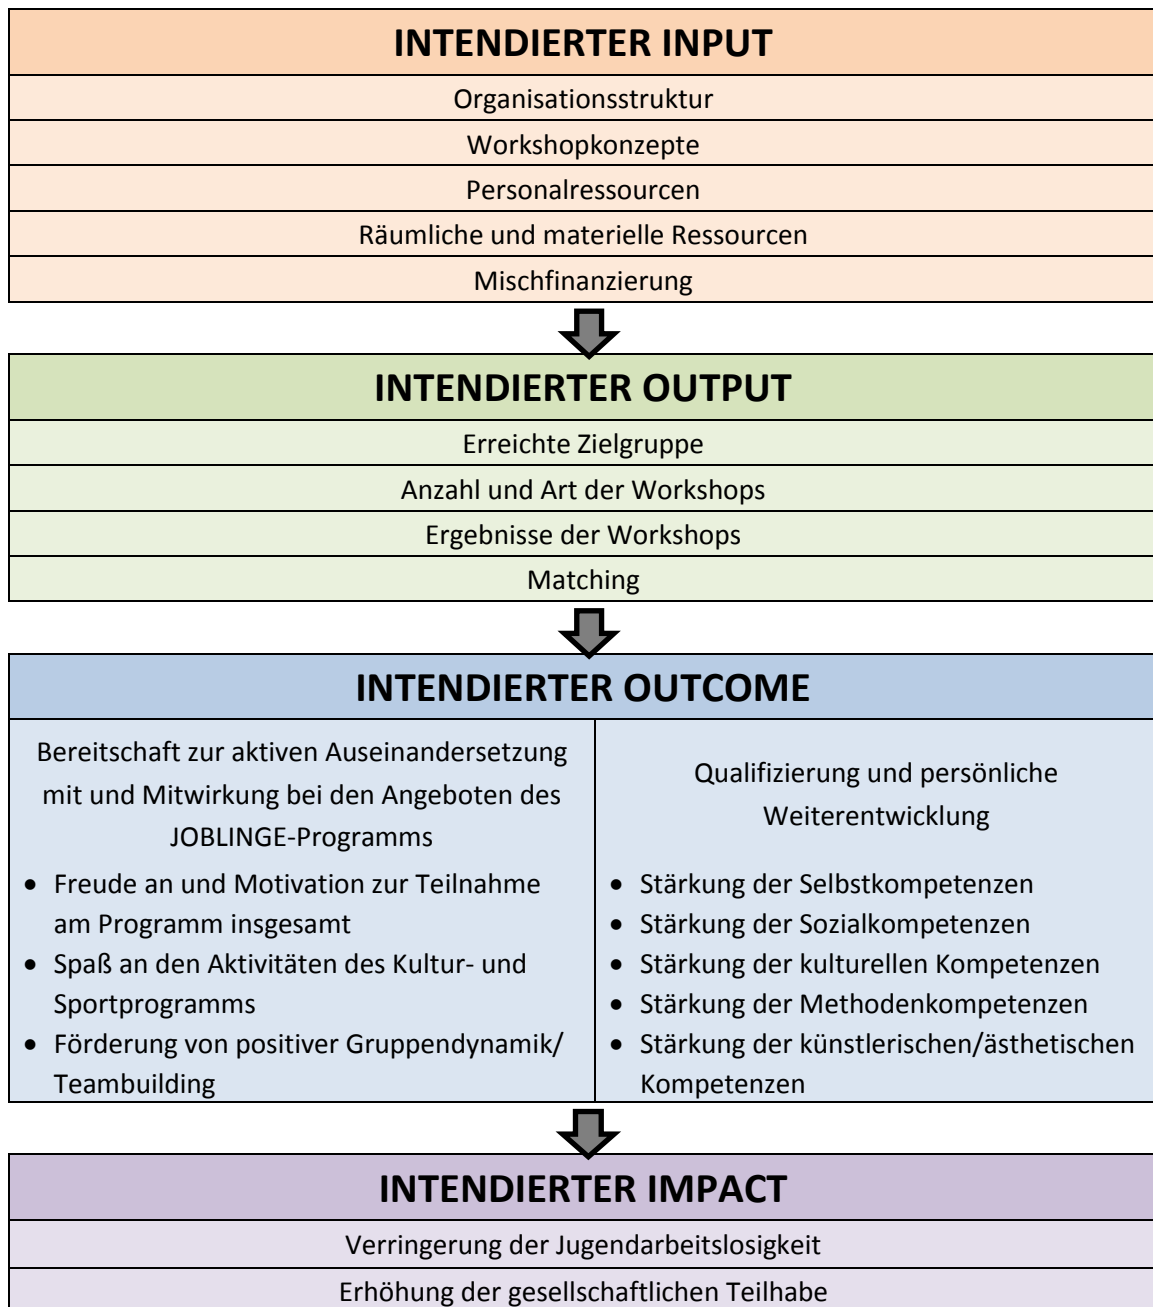 INTENDIERTER INPUT
Organisationsstruktur
Workshopkonzepte
Personalressourcen
Räumliche und materielle Ressourcen
Mischfinanzierung
INTENDIERTER OUTPUT
Erreichte Zielgruppe
Anzahl und Art der Workshops
Ergebnisse der Workshops
Matching
INTENDIERTER OUTCOME
Bereitschaft zur aktiven Auseinandersetzung
mit und Mitwirkung bei den Angeboten des
JOBLINGE-Programms
• Freude an und Motivation zur Teilnahme
am Programm insgesamt
• Spaß an den Aktivitäten des Kultur- und
Sportprogramms
• Förderung von positiver Gruppendynamik/
Teambuilding
Qualifizierung und persönliche
Weiterentwicklung
• Stärkung der Selbstkompetenzen
• Stärkung der Sozialkompetenzen
• Stärkung der kulturellen Kompetenzen
• Stärkung der Methodenkompetenzen
• Stärkung der künstlerischen/ästhetischen
Kompetenzen
INTENDIERTER IMPACT
Verringerung der Jugendarbeitslosigkeit
Erhöhung der gesellschaftlichen Teilhabe